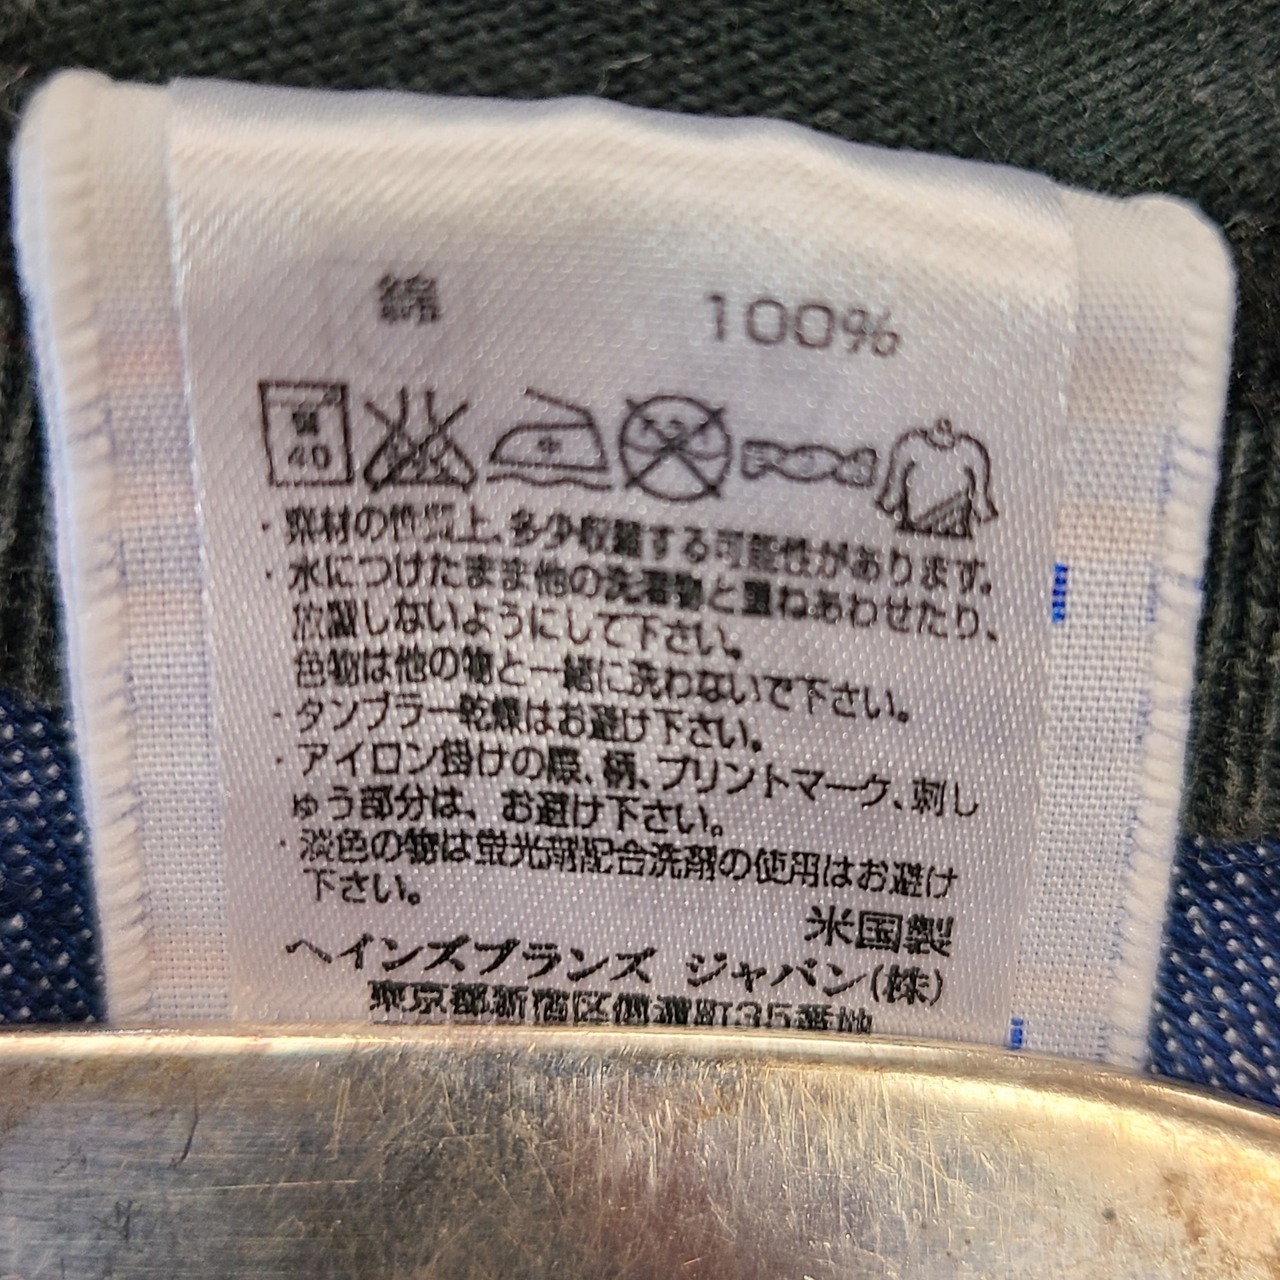 綿 100%
40
・素材の性質上、多少収縮する可能性があります。
・水につけたまま他の洗濯物と重ねあわせたり、
放置しないようにして下さい。
色物は他の物と一緒に洗わないで下さい。
・タンブラー乾燥はお避け下さい。
・アイロン掛けの際、柄、プリントマーク、刺し
ゅう部分は、お避け下さい。
・淡色の物は蛍光剤配合洗剤の使用はお避け
下さい。
米国製
ヘインズブランズ ジャパン(株)
東京都新宿区 35番地